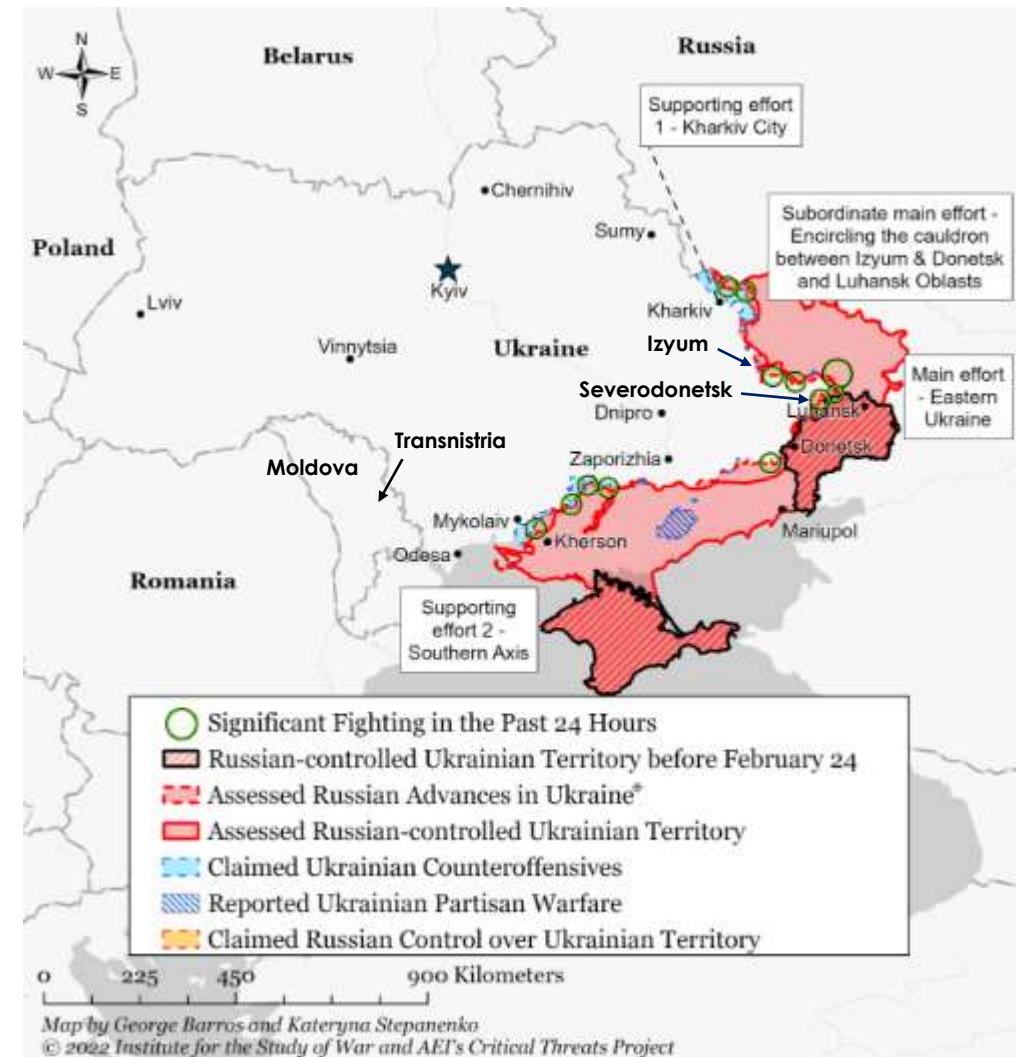 N
W E
S
Belarus
Russia
Supporting effort
1 - Kharkiv City
Chernihiv
Subordinate main effort -
Encircling the cauldron
between Izyum & Donetsk
and Luhansk Oblasts
Sumy
Poland
Kyiv
Lviv
Kharkiv
Vinnytsia
Ukraine
Izyum
Main effort
- Eastern
Ukraine
Severodonetsk
Luhansk
Dnipro
Transnistria
Donetsk
Moldova
Zaporizhia
Mykolaiv
Mariupol
Kherson
Odesa
Romania
Supporting
effort 2 -
Southern Axis
Significant Fighting in the Past 24 Hours
Russian-controlled Ukrainian Territory before February 24
Assessed Russian Advances in Ukraine*
Assessed Russian-controlled Ukrainian Territory
Claimed Ukrainian Counteroffensives
Reported Ukrainian Partisan Warfare
Claimed Russian Control over Ukrainian Territory
0 225 450 900 Kilometers
Map by George Barros and Kateryna Stepanenko
© 2022 Institute for the Study of War and AEI's Critical Threats Project